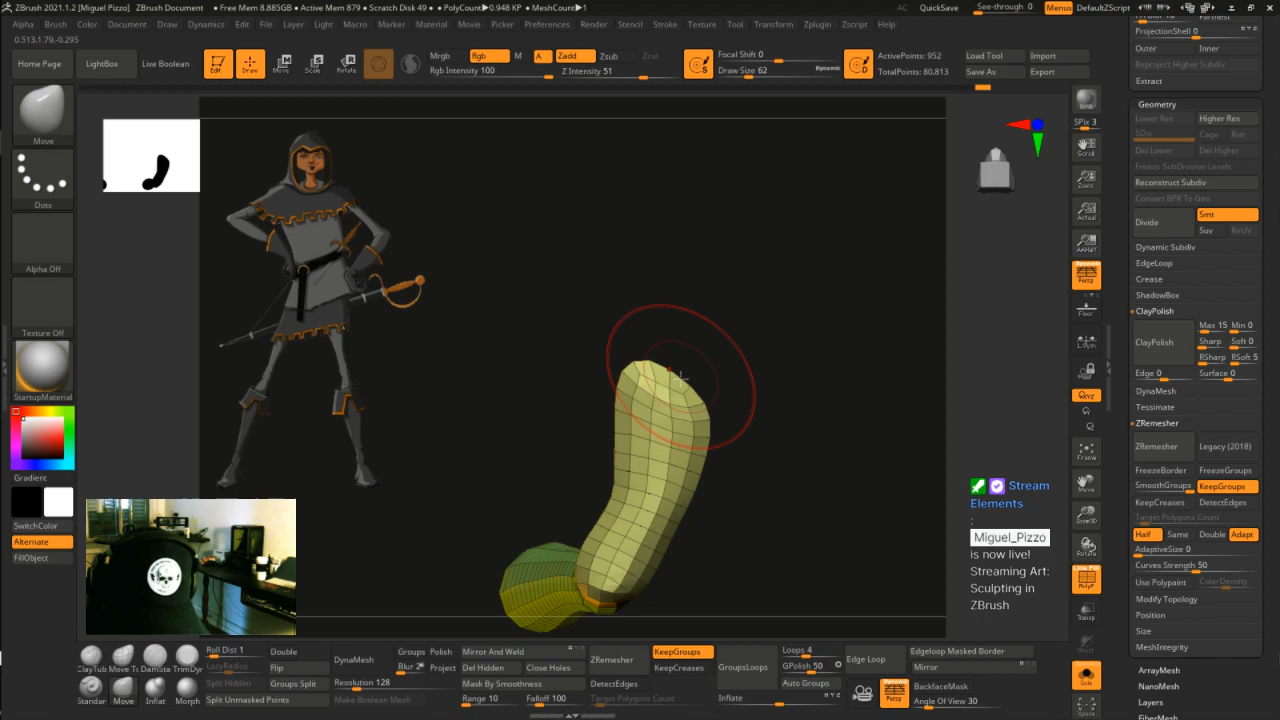 ZBrush 2021.1.2 [Miguel Pizzo]
ZBrush Document
• Free Mem 8.885GB • Active Mem 879 • Scratch Disk 49 •
PolyCount▶0.948 KP • MeshCount▶1
AC
QuickSave
See-through 0
Menus
DefaultZScript
Alpha Brush Color Document Draw Dynamics Edit File Layer Light Macro Marker Material Movie Picker Preferences Render Stencil Stroke Texture Tool Transform Zplugin Zscript Help
0.513,1.79,-0.295
Home Page
LightBox
Live Boolean
Edit
Draw
Move
Scale
Rotate
Mrgb
Rgb
M
Rgb Intensity 100
A
Zadd
Zsub
Zcut
Z Intensity 51
Focal Shift 0
Draw Size 62
Dynamic
ActivePoints: 952
TotalPoints: 80,813
Load Tool
Import
Save As
Export
Move
Dots
Alpha Off
Texture Off
StartupMaterial
Gradient
SwitchColor
Alternate
FillObject
BPR
SPix 3
Scroll
Zoom
Actual
AAHalf
Dynamic
Persp
Floor
L.Sym
XYZ
Frame
Move
Zoom3D
Rotate
Line Fill
PolyF
Transp
Ghost
Solo
Xpose
ProjectionShell 0
Outer
Inner
Reproject Higher Subdiv
Extract
Geometry
Lower Res
Higher Res
SDiv
Cage
Rstr
Del Lower
Del Higher
Freeze SubDivision Levels
Reconstruct Subdiv
Convert BPR To Geo
Divide
Smt
Suv
ReUV
Dynamic Subdiv
EdgeLoop
Crease
ShadowBox
ClayPolish
ClayPolish
Max 15
Min 0
Sharp
Soft 0
RSharp
RSoft 5
Edge 0
Surface 0
DynaMesh
Tessimate
ZRemesher
ZRemesher
Legacy (2018)
FreezeBorder
FreezeGroups
SmoothGroups
KeepGroups
KeepCreases
DetectEdges
Target Polygons Count
Half
Same
Double
Adapt
AdaptiveSize 0
Curves Strength 50
Use Polypaint
ColorDensity
Modify Topology
Position
Size
MeshIntegrity
ArrayMesh
NanoMesh
Layers
FiberMesh
Stream
Elements
:
Miguel_Pizzo
is now live!
Streaming Art:
Sculpting in
ZBrush
ClayTub
Move To
DamSta
TrimDy
Standar
Move
Inflat
Morph
Roll Dist 1
LazyRadius
Split Hidden
Split Unmasked Points
Double
Flip
Groups Split
DynaMesh
Resolution 128
Groups
Polish
Blur 2
Project
Make Boolean Mesh
Mirror And Weld
Del Hidden
Close Holes
Mask By Smoothness
Range 10
Falloff 100
ZRemesher
DetectEdges
Target Polygons Count
KeepGroups
KeepCreases
GroupsLoops
Inflate
Loops 4
GPolish 50
Auto Groups
Edge Loop
Persp
Edgeloop Masked Border
Mirror
BackfaceMask
Angle Of View 30